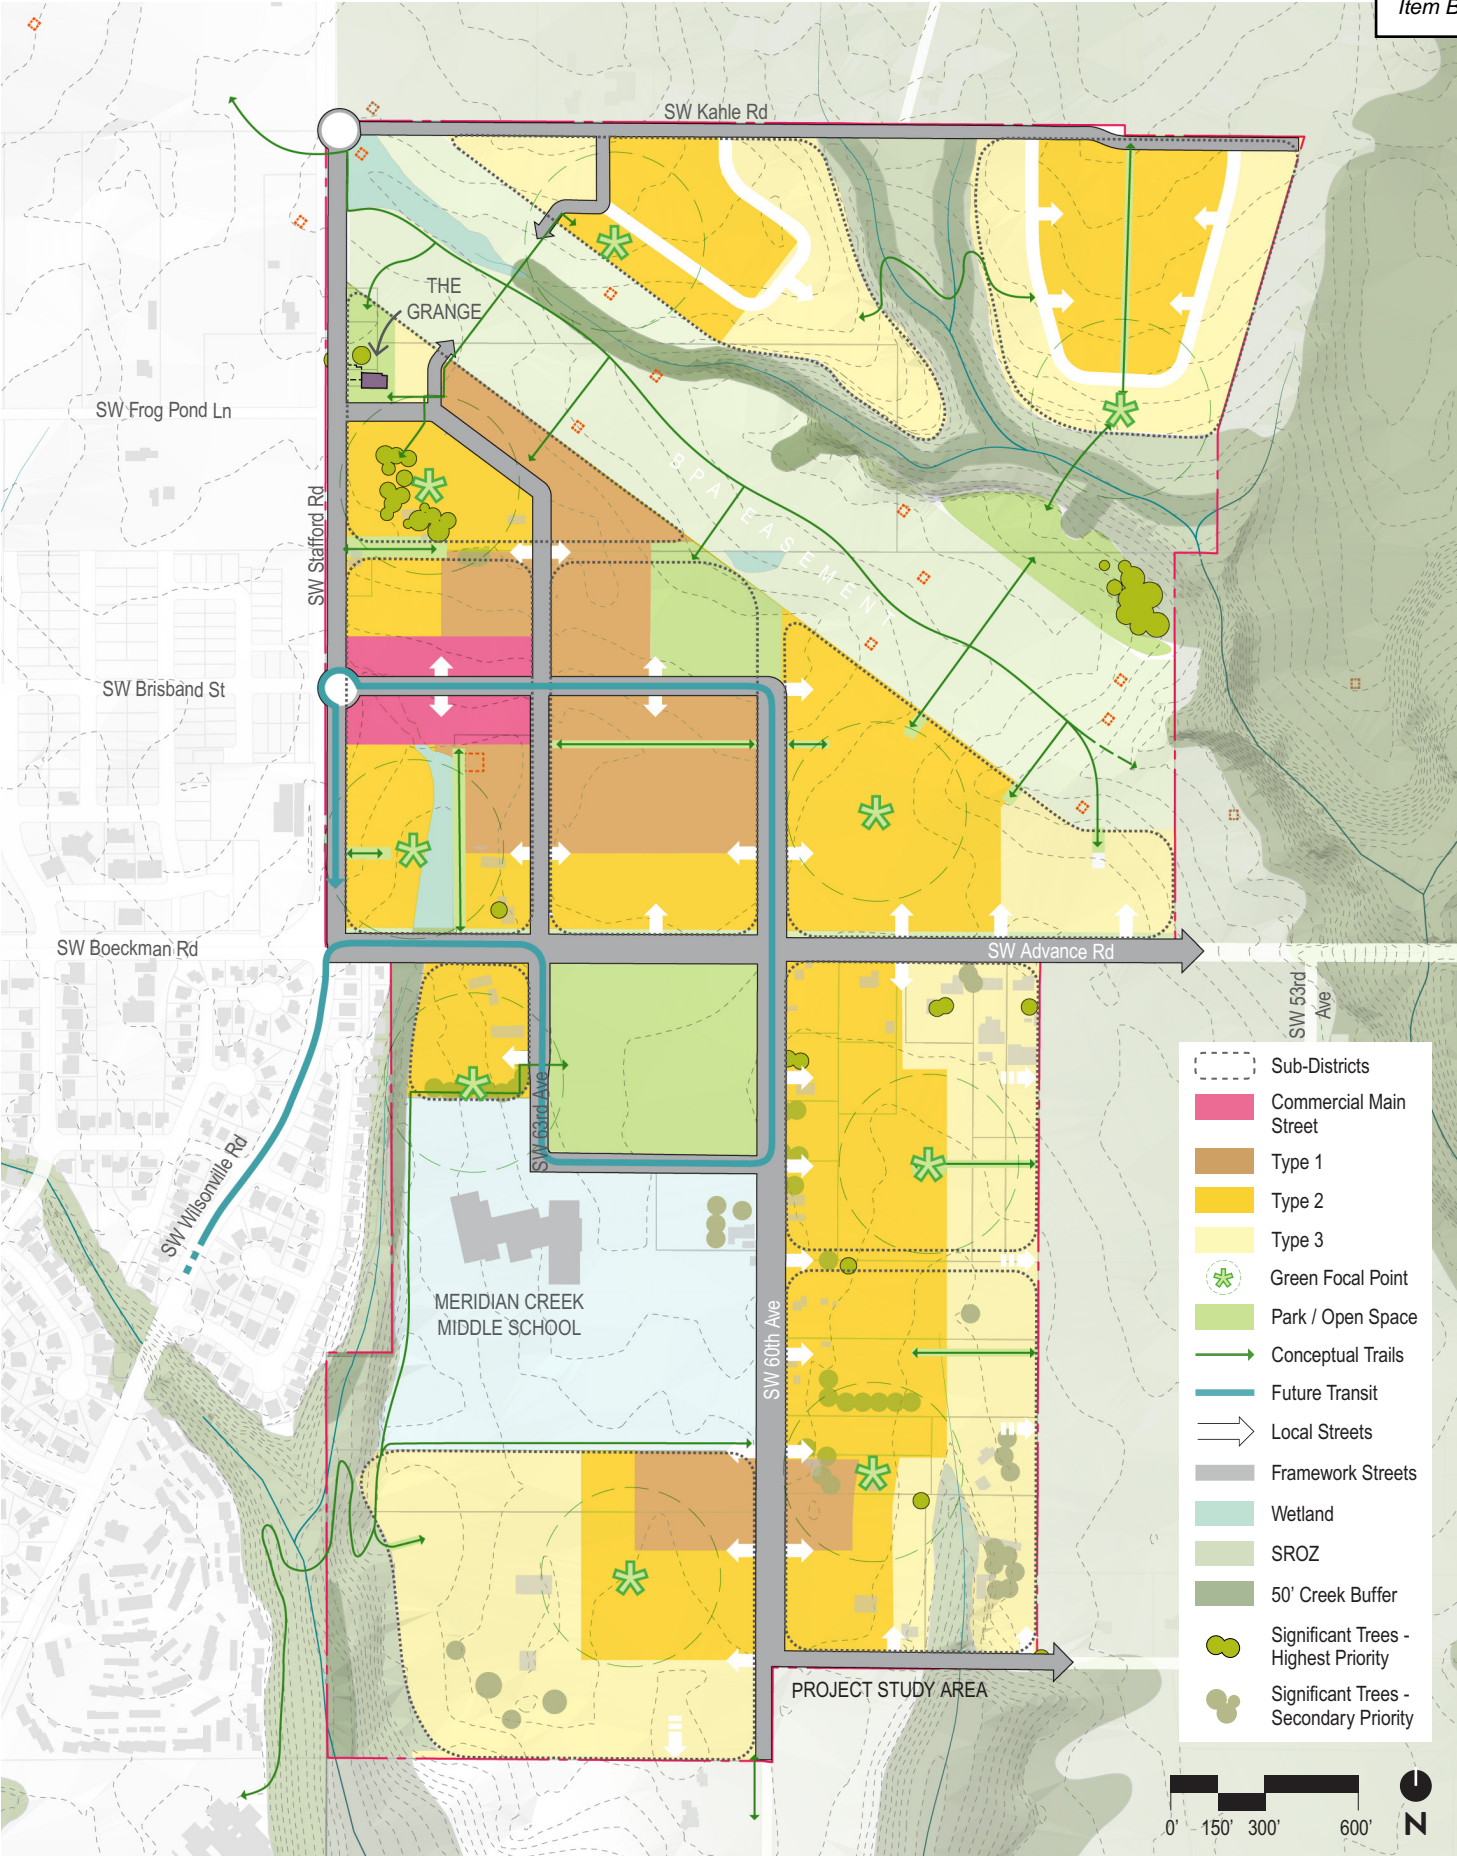 Item B
SW Kahle Rd
THE
GRANGE
SW Frog Pond Ln
SW Stafford Rd
BPA EASEMENT
SW Brisband St
SW Boeckman Rd
SW Advance Rd
SW 53rd
Ave
SW 63rd Ave
SW Wilsonville Rd
MERIDIAN CREEK
MIDDLE SCHOOL
SW 60th Ave
PROJECT STUDY AREA
Sub-Districts
Commercial Main
Street
Type 1
Type 2
Type 3
Green Focal Point
Park / Open Space
Conceptual Trails
Future Transit
Local Streets
Framework Streets
Wetland
SROZ
50' Creek Buffer
Significant Trees -
Highest Priority
Significant Trees -
Secondary Priority
0' 150' 300' 600'
N